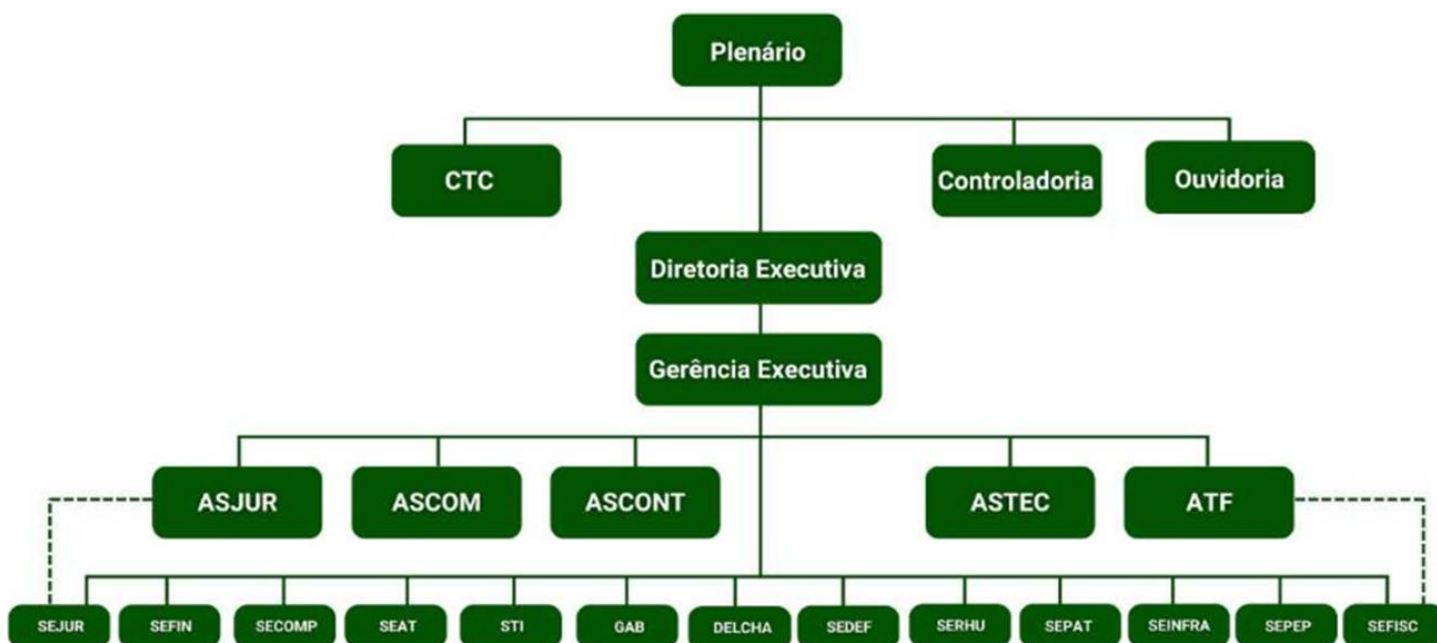 Plenário
CTC
Controladoria
Ouvidoria
Diretoria Executiva
Gerência Executiva
ASJUR
ASCOM
ASCONT
ASTEC
ATF
SEJUR
SEFIN
SECOMP
SEAT
STI
GAB
DELCHA
SEDEF
SERHU
SEPAT
SEINFRA
SEPEP
SEFISC